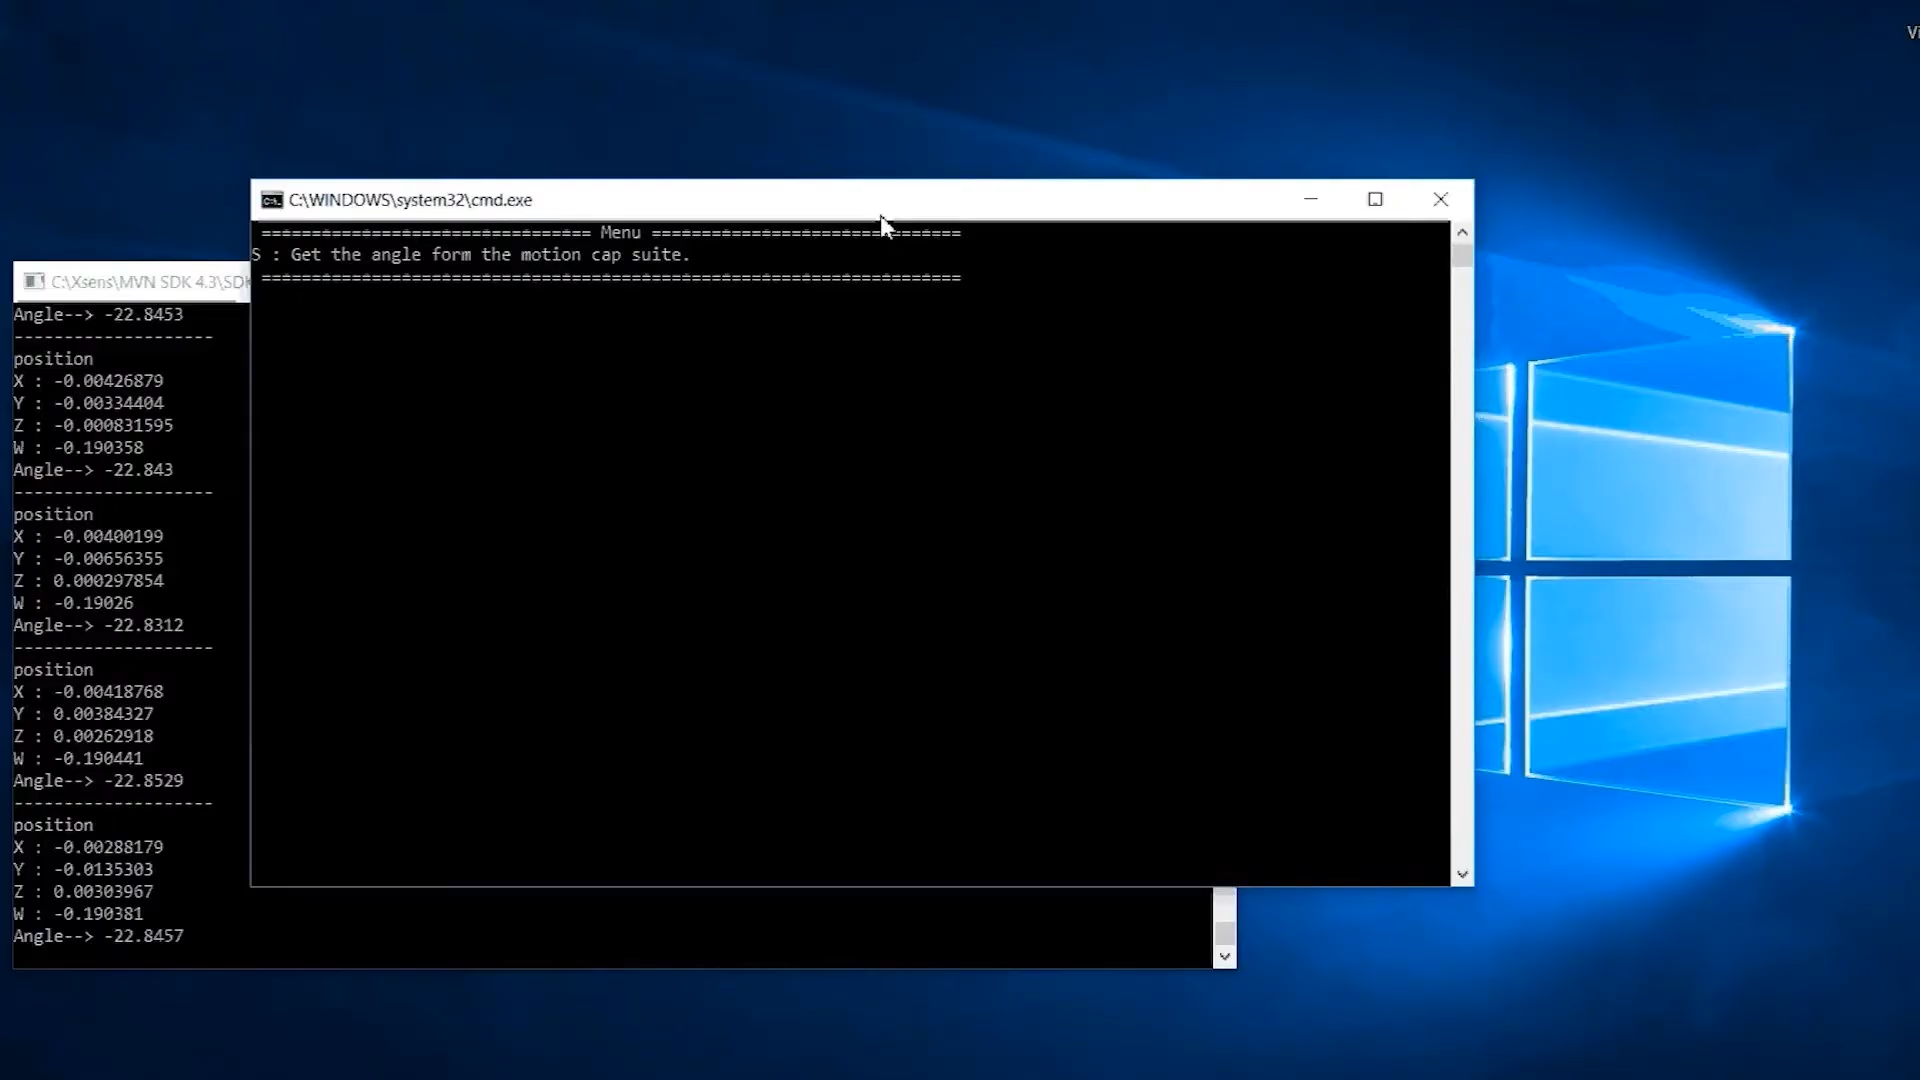 Vi
C:\WINDOWS\system32\cmd.exe
================================= Menu ===============================
S : Get the angle form the motion cap suite.
======================================================================
C:\Xsens\MVN SDK 4.3\SDK
Angle--> -22.8453
--------------------
position
X : -0.00426879
Y : -0.00334404
Z : -0.000831595
W : -0.190358
Angle--> -22.843
--------------------
position
X : -0.00400199
Y : -0.00656355
Z : 0.000297854
W : -0.19026
Angle--> -22.8312
--------------------
position
X : -0.00418768
Y : 0.00384327
Z : 0.00262918
W : -0.190441
Angle--> -22.8529
--------------------
position
X : -0.00288179
Y : -0.0135303
Z : 0.00303967
W : -0.190381
Angle--> -22.8457